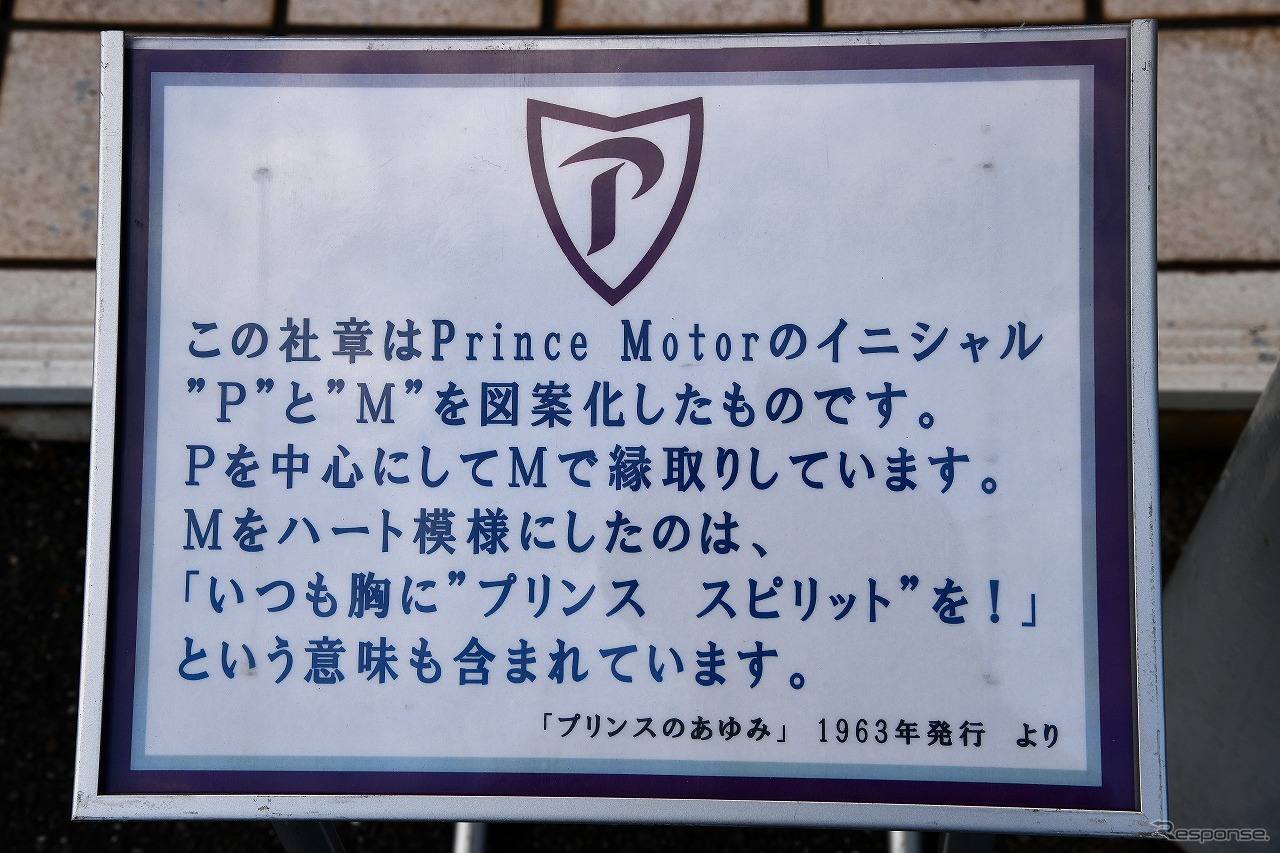 P
この社章はPrince Motorのイニシャル
”P”と”M”を図案化したものです。
Pを中心にしてMで縁取りしています。
Mをハート模様にしたのは、
「いつも胸に”プリンス　スピリット”を！」
という意味も含まれています。
「プリンスのあゆみ」 1963年発行 より
Response.